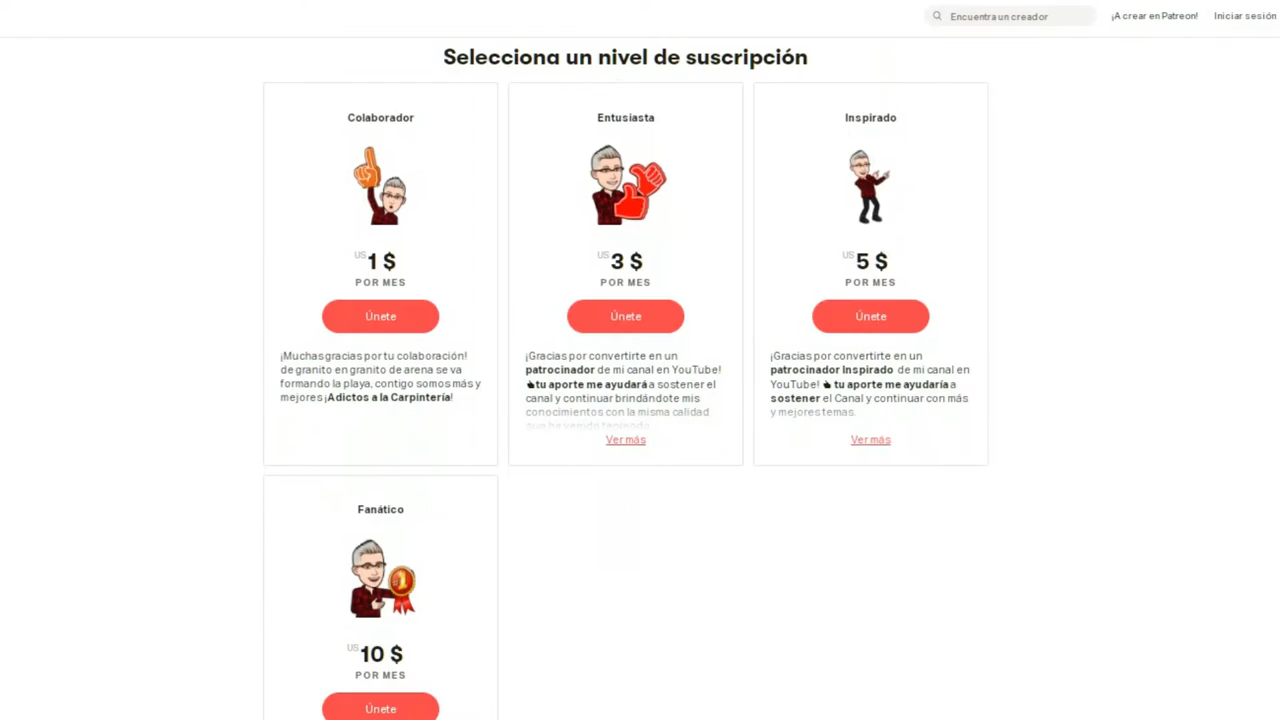 Encuentra un creador
¡A crear en Patreon!
Iniciar sesión
Selecciona un nivel de suscripción
Colaborador
US 1 $
POR MES
Únete
¡Muchas gracias por tu colaboración!
de granito en granito de arena se va
formando la playa, contigo somos más y
mejores ¡Adictos a la Carpintería!
Entusiasta
US 3 $
POR MES
Únete
¡Gracias por convertirte en un
patrocinador de mi canal en YouTube!
tu aporte me ayudará a sostener el
canal y continuar brindándote mis
conocimientos con la misma calidad
que he venido
Ver más
Inspirado
US 5 $
POR MES
Únete
¡Gracias por convertirte en un
patrocinador Inspirado de mi canal en
YouTube! tu aporte me ayudaría a
sostener el Canal y continuar con más
y mejores temas.
Ver más
Fanático
US 10 $
POR MES
Únete